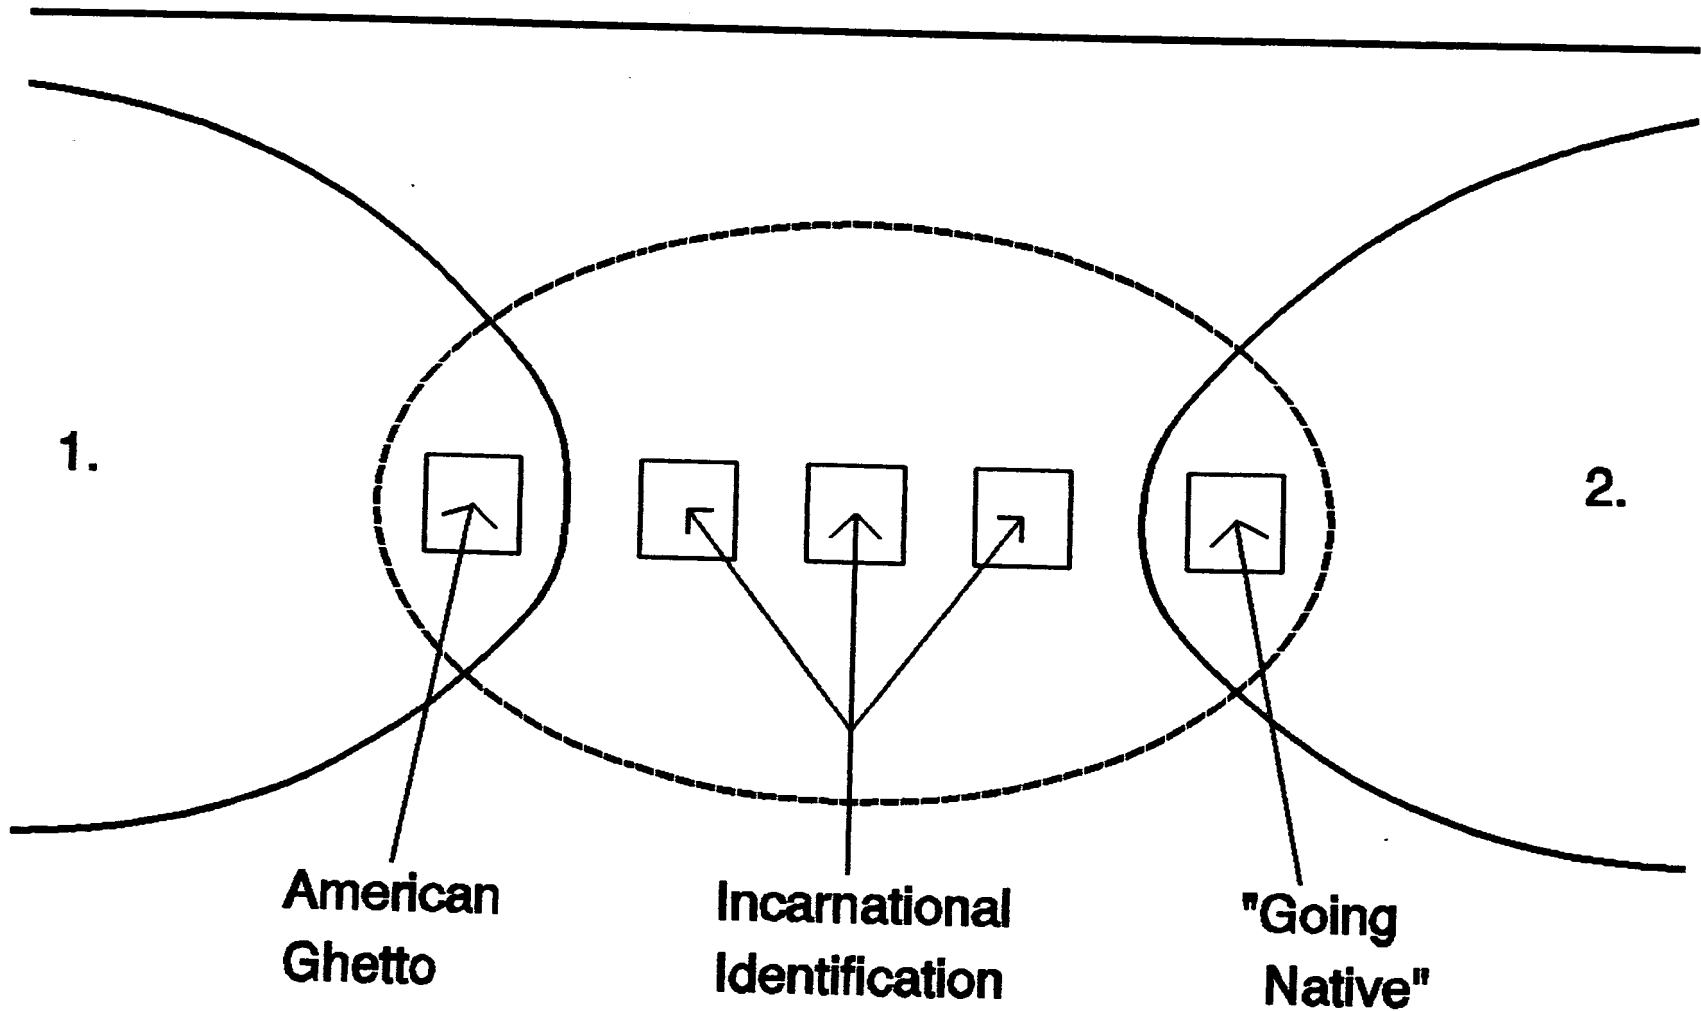 1.
2.
American
Ghetto
Incarnational
Identification
"Going
Native"